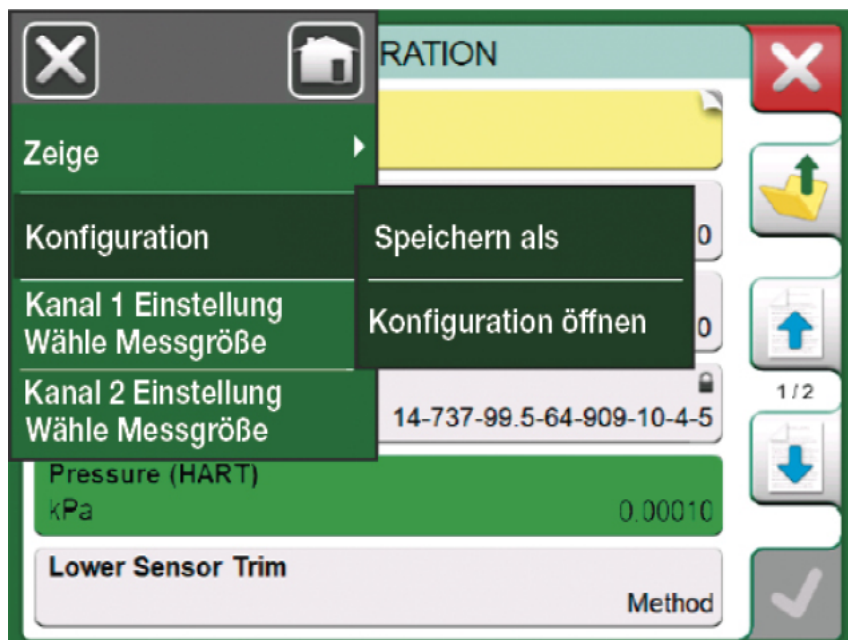 RATION
Zeige
Konfiguration
Speichern als
0
Kanal 1 Einstellung
Wähle Messgröße
Konfiguration öffnen
0
Kanal 2 Einstellung
Wähle Messgröße
1/2
14-737-99.5-64-909-10-4-5
Pressure (HART)
kPa
0.00010
Lower Sensor Trim
Method